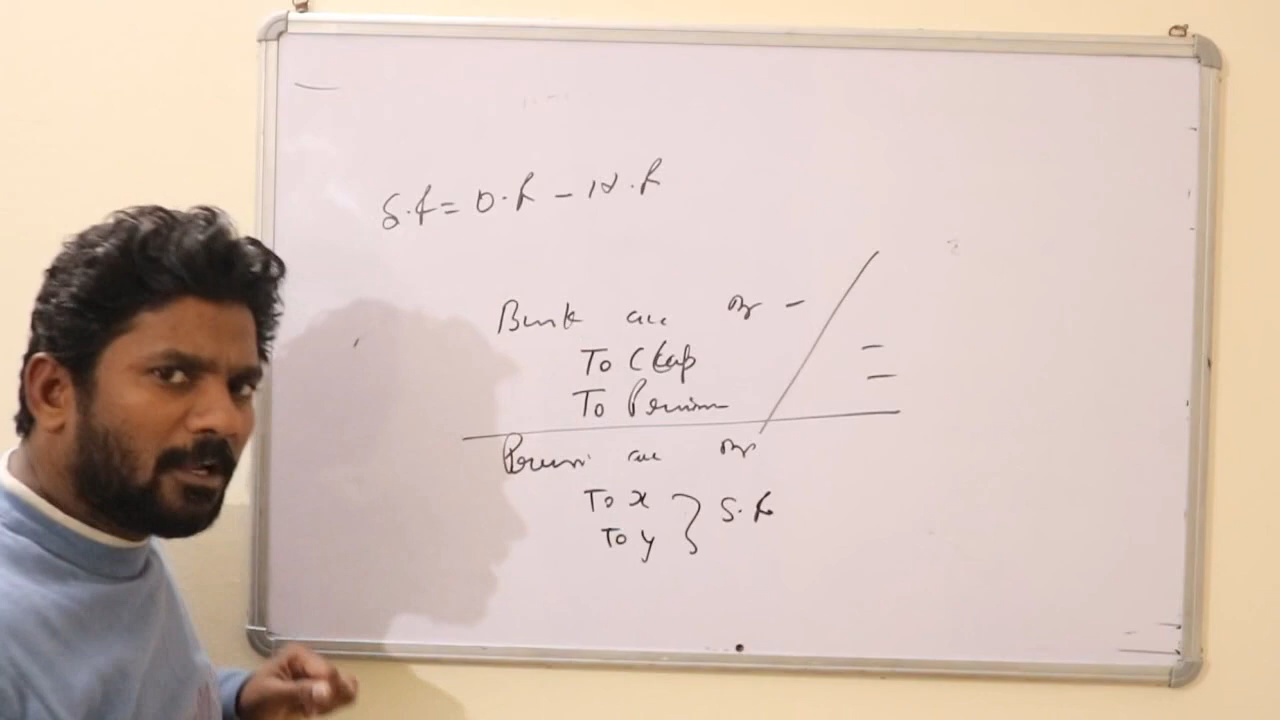 S.R = O.R - N.R
Bank a/c Dr -
To Cap
To Premium
Premium a/c Dr
To x } S.R
To y